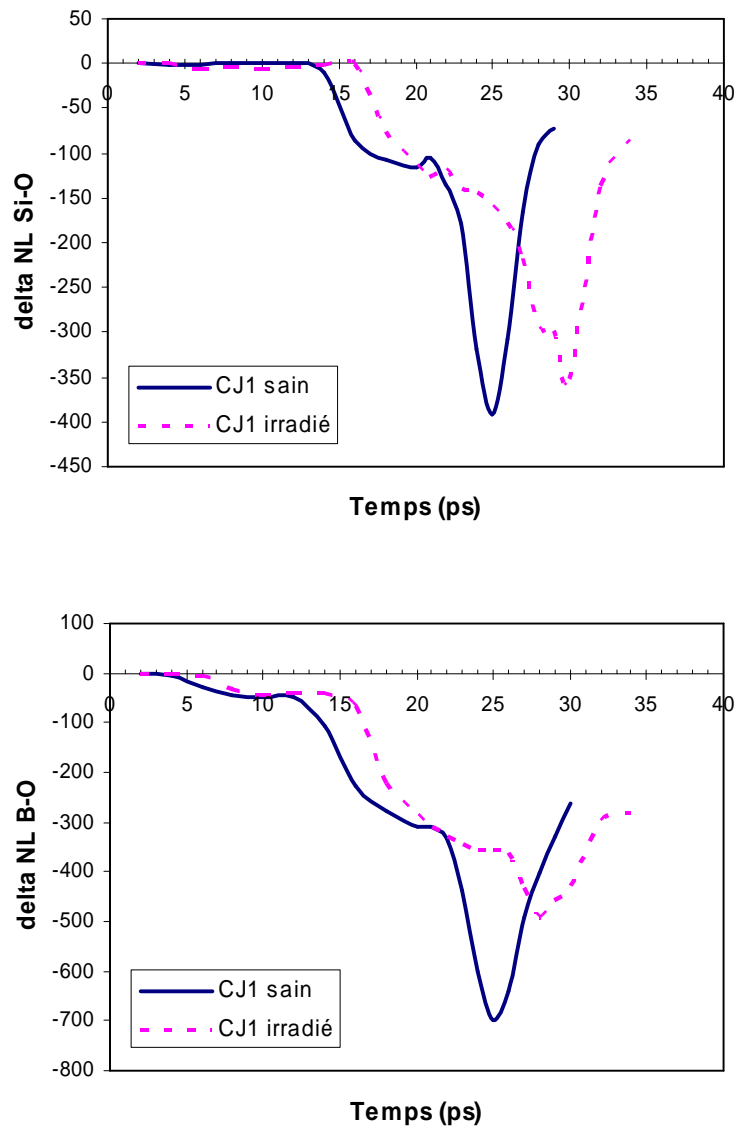 50
0
-50
-100
-150
-200
-250
-300
-350
-400
-450
0 5 10 15 20 25 30 35 40
delta NL Si-O
CJ1 sain
CJ1 irradié
Temps (ps)
100
0
-100
-200
-300
-400
-500
-600
-700
-800
0 5 10 15 20 25 30 35 40
delta NL B-O
CJ1 sain
CJ1 irradié
Temps (ps)